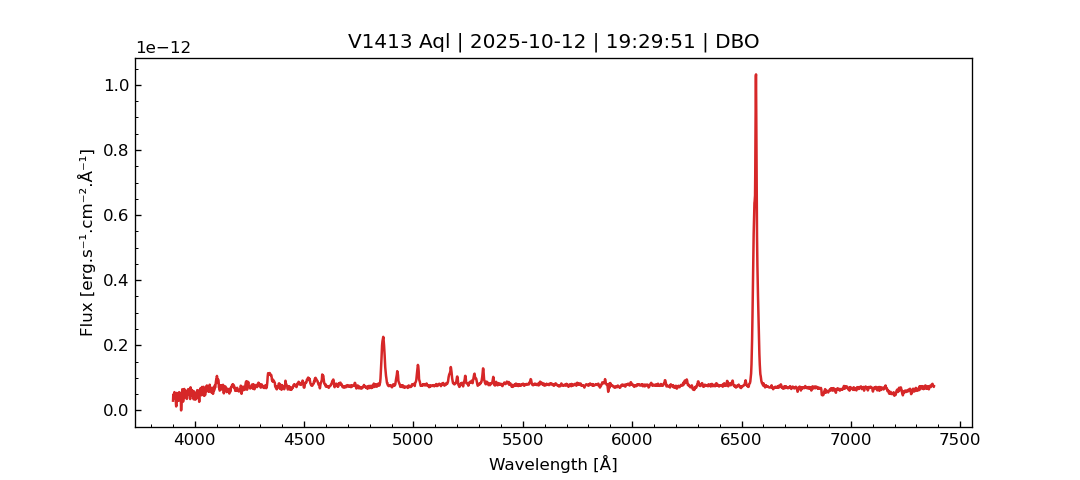 V1413 Aql | 2025-10-12 | 19:29:51 | DBO
1e−12
1.0
0.8
0.6
0.4
0.2
0.0
Flux [erg.s⁻¹.cm⁻².Å⁻¹]
4000 4500 5000 5500 6000 6500 7000 7500
Wavelength [Å]